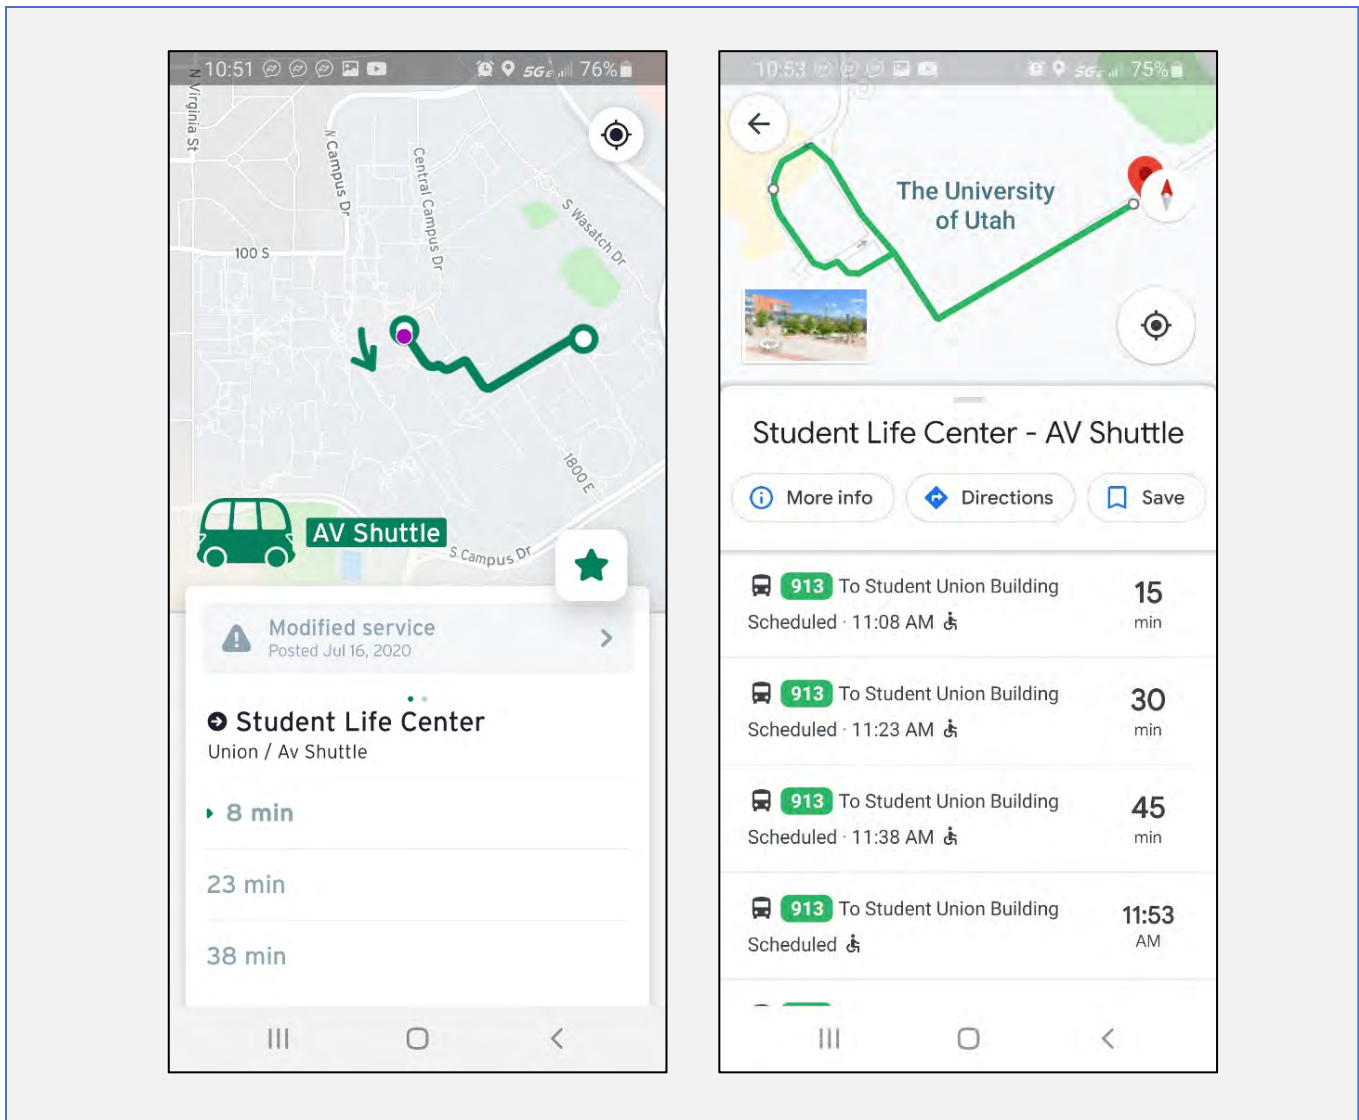 10:51
5GE
76%
N Virginia St
N Campus Dr
Central Campus Dr
S Wasatch Dr
100 S
1800 E
AV Shuttle
S Campus Dr
Modified service
Posted Jul 16, 2020
Student Life Center
Union / Av Shuttle
8 min
23 min
38 min
10:53
5GE
75%
The University
of Utah
Student Life Center - AV Shuttle
More info
Directions
Save
913 To Student Union Building
15
Scheduled · 11:08 AM
min
913 To Student Union Building
30
Scheduled · 11:23 AM
min
913 To Student Union Building
45
Scheduled · 11:38 AM
min
913 To Student Union Building
11:53
Scheduled
AM